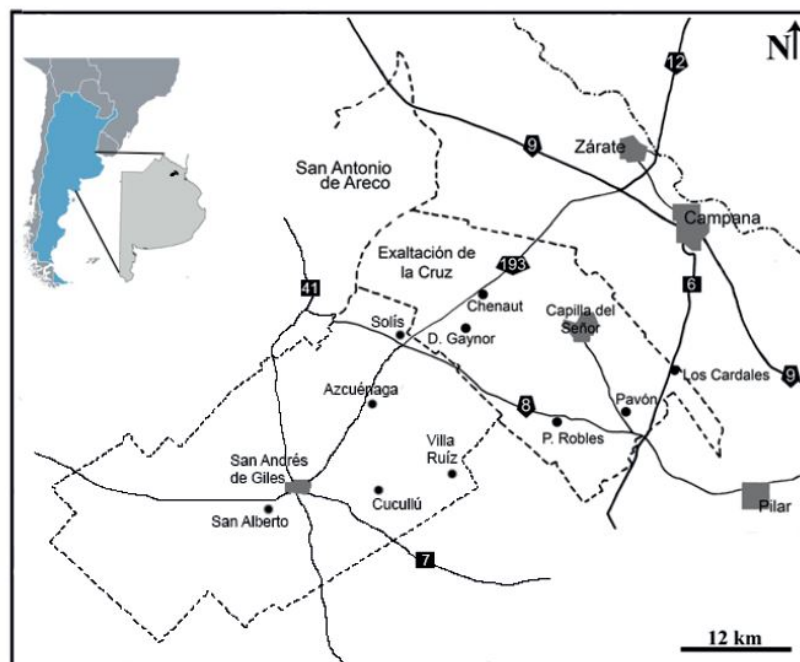 N
12
Zárate
9
San Antonio
de Areco
Campana
Exaltación de
la Cruz
193
41
6
Chenaut
Solís
D. Gaynor
Capilla del
Señor
Los Cardales
9
Azcuénaga
8
Pavón
P. Robles
Villa
Ruíz
San Andrés
de Giles
Cucullú
Pilar
San Alberto
7
12 km